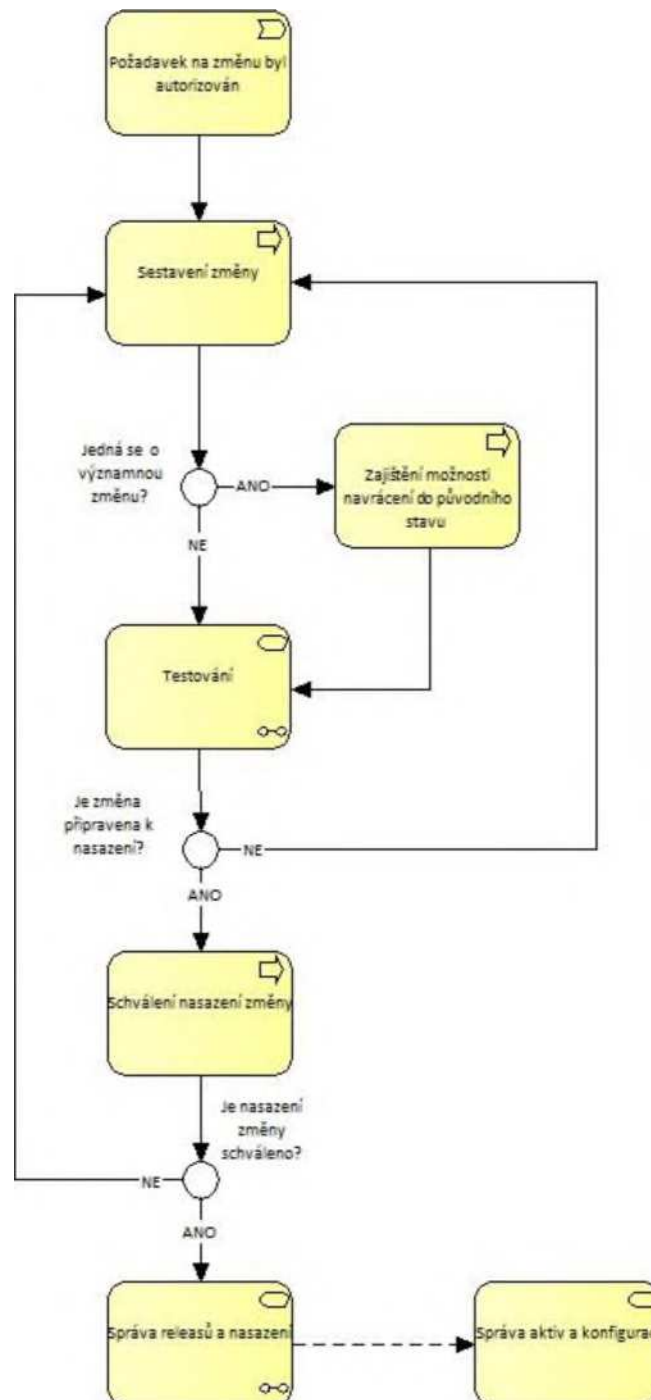 Požadavek na změnu byl
autorizován
Sestavení změny
Jedná se o
významnou
změnu?
ANO
Zajištění možnosti
navrácení do původního
stavu
NE
Testování
Je změna
připravena k
nasazení?
NE
ANO
Schválení nasazení změny
Je nasazení
změny
schváleno?
NE
ANO
Správa releasů a nasazení
Správa aktiv a konfigurac